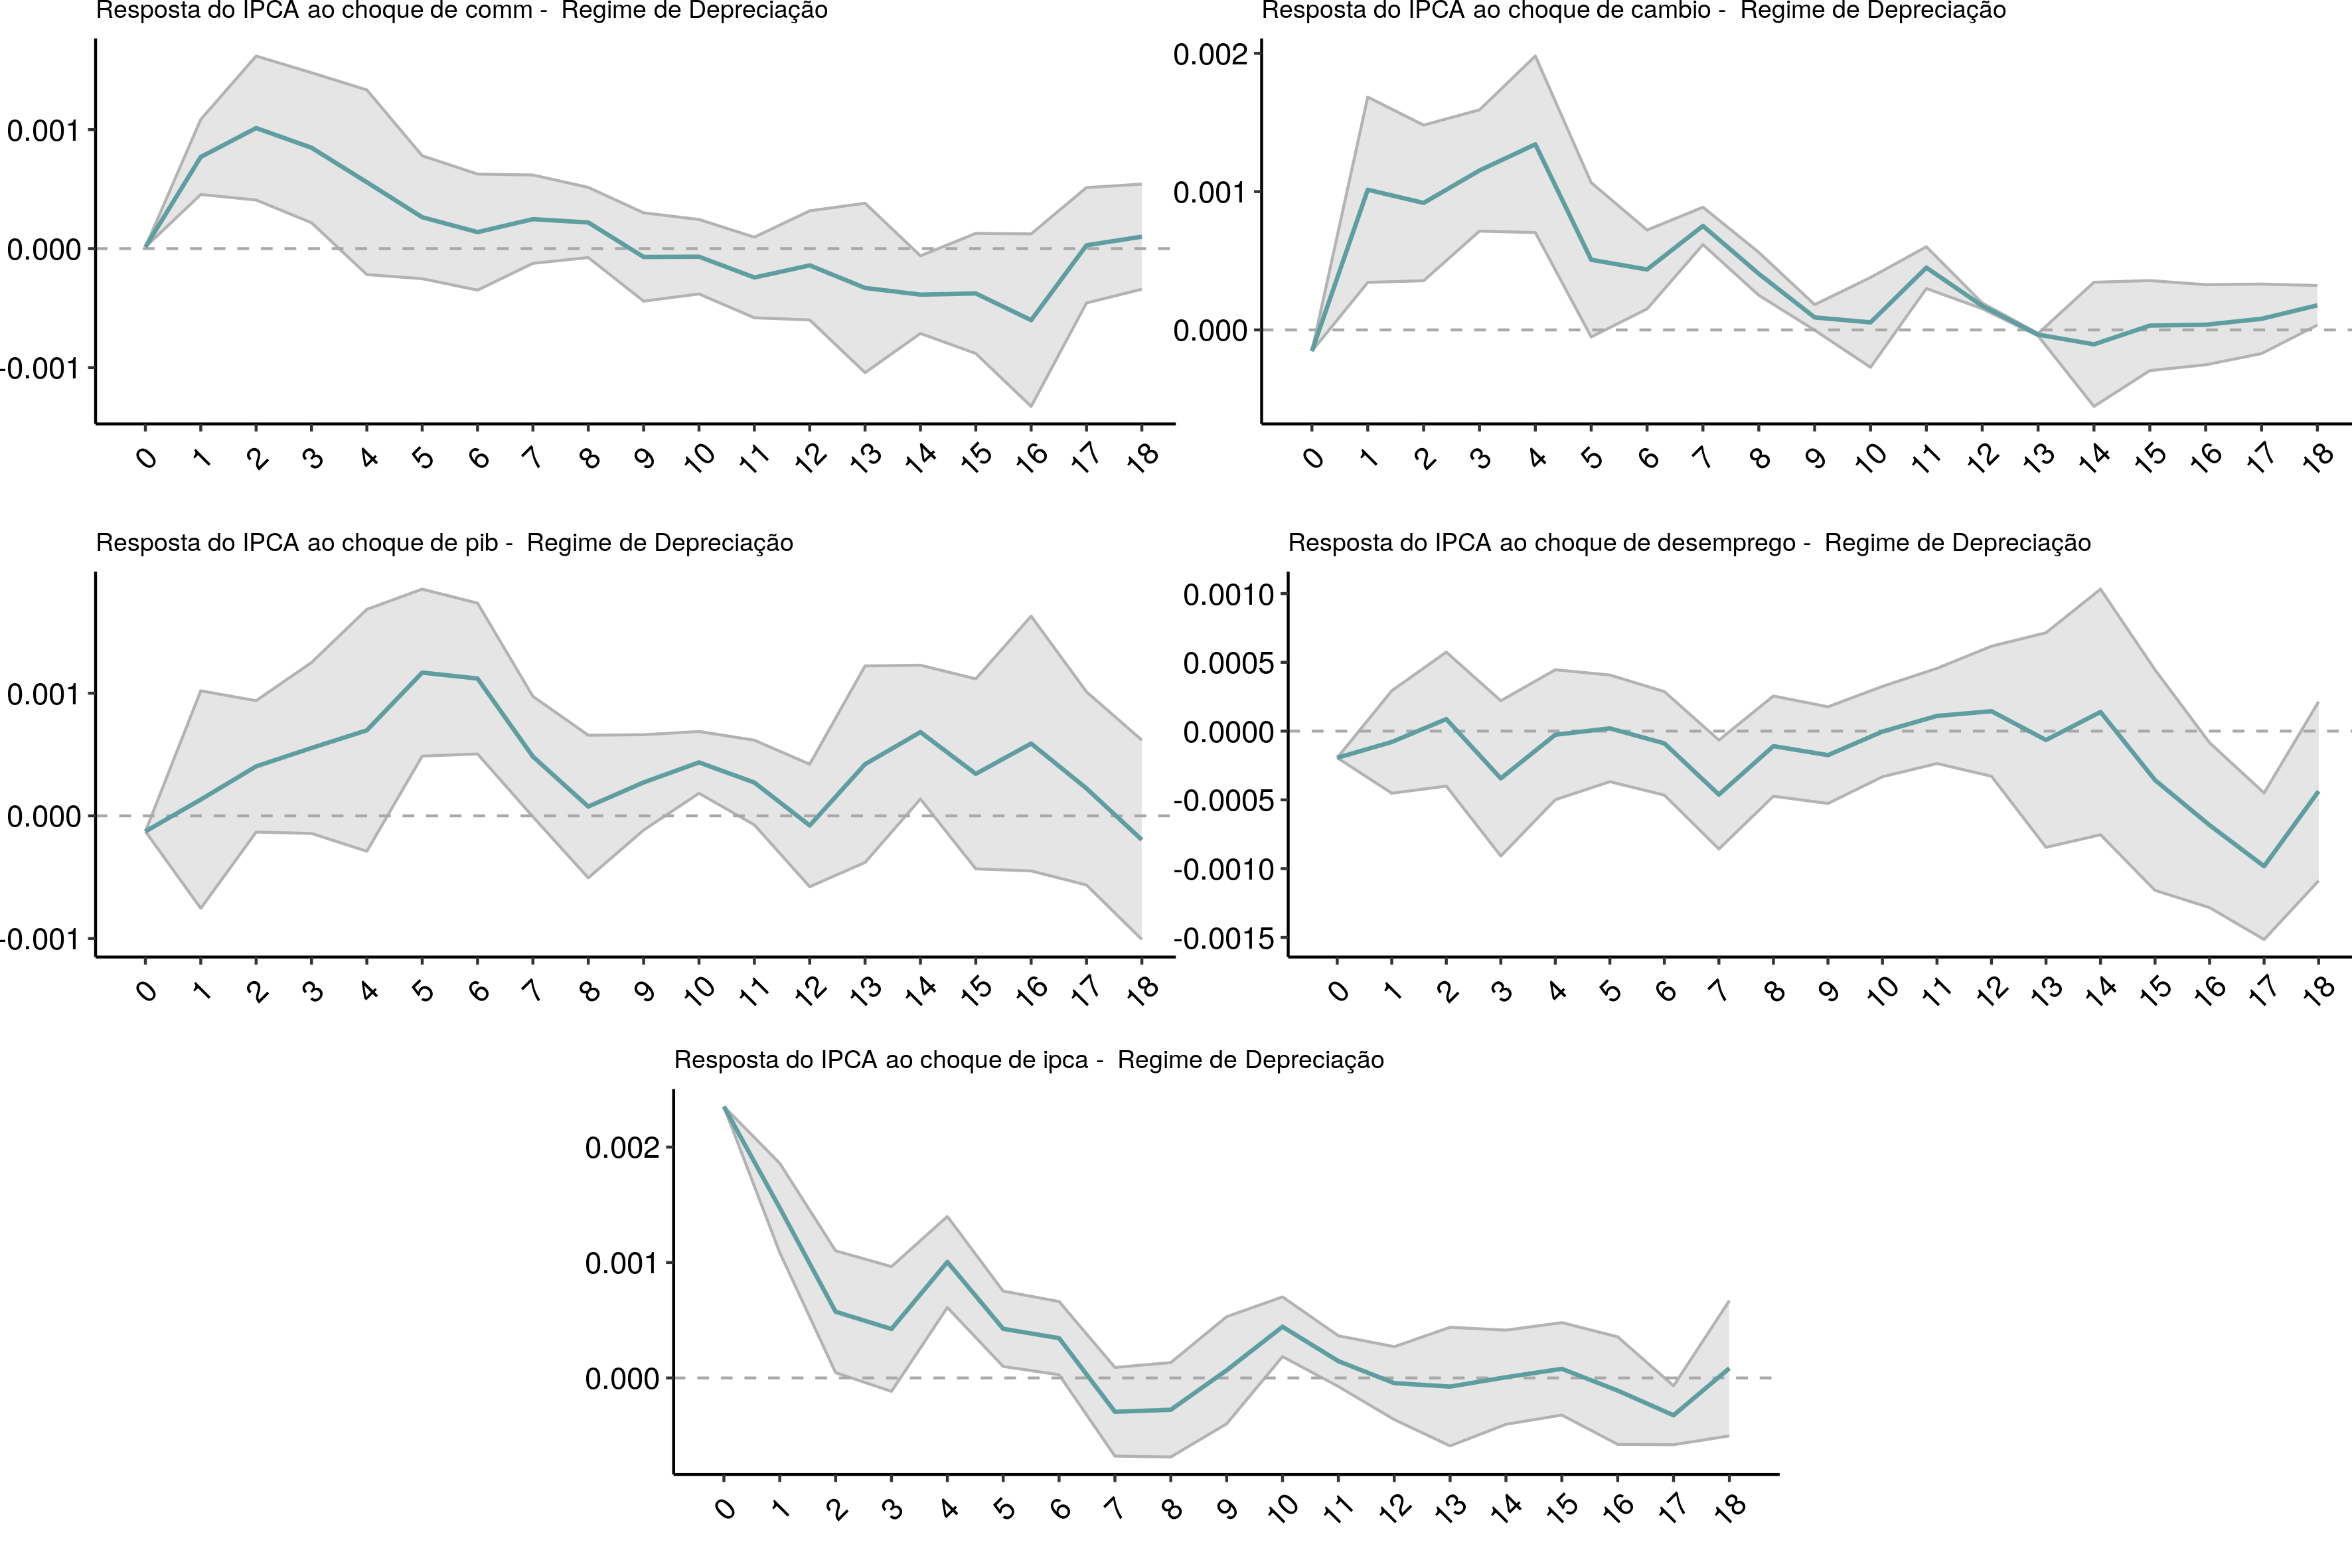 Resposta do IPCA ao choque de comm -  Regime de Depreciação
0.001
0.000
-0.001
0 1 2 3 4 5 6 7 8 9 10 11 12 13 14 15 16 17 18
Resposta do IPCA ao choque de cambio -  Regime de Depreciação
0.002
0.001
0.000
0 1 2 3 4 5 6 7 8 9 10 11 12 13 14 15 16 17 18
Resposta do IPCA ao choque de pib -  Regime de Depreciação
0.001
0.000
-0.001
0 1 2 3 4 5 6 7 8 9 10 11 12 13 14 15 16 17 18
Resposta do IPCA ao choque de desemprego -  Regime de Depreciação
0.0010
0.0005
0.0000
-0.0005
-0.0010
-0.0015
0 1 2 3 4 5 6 7 8 9 10 11 12 13 14 15 16 17 18
Resposta do IPCA ao choque de ipca -  Regime de Depreciação
0.002
0.001
0.000
0 1 2 3 4 5 6 7 8 9 10 11 12 13 14 15 16 17 18